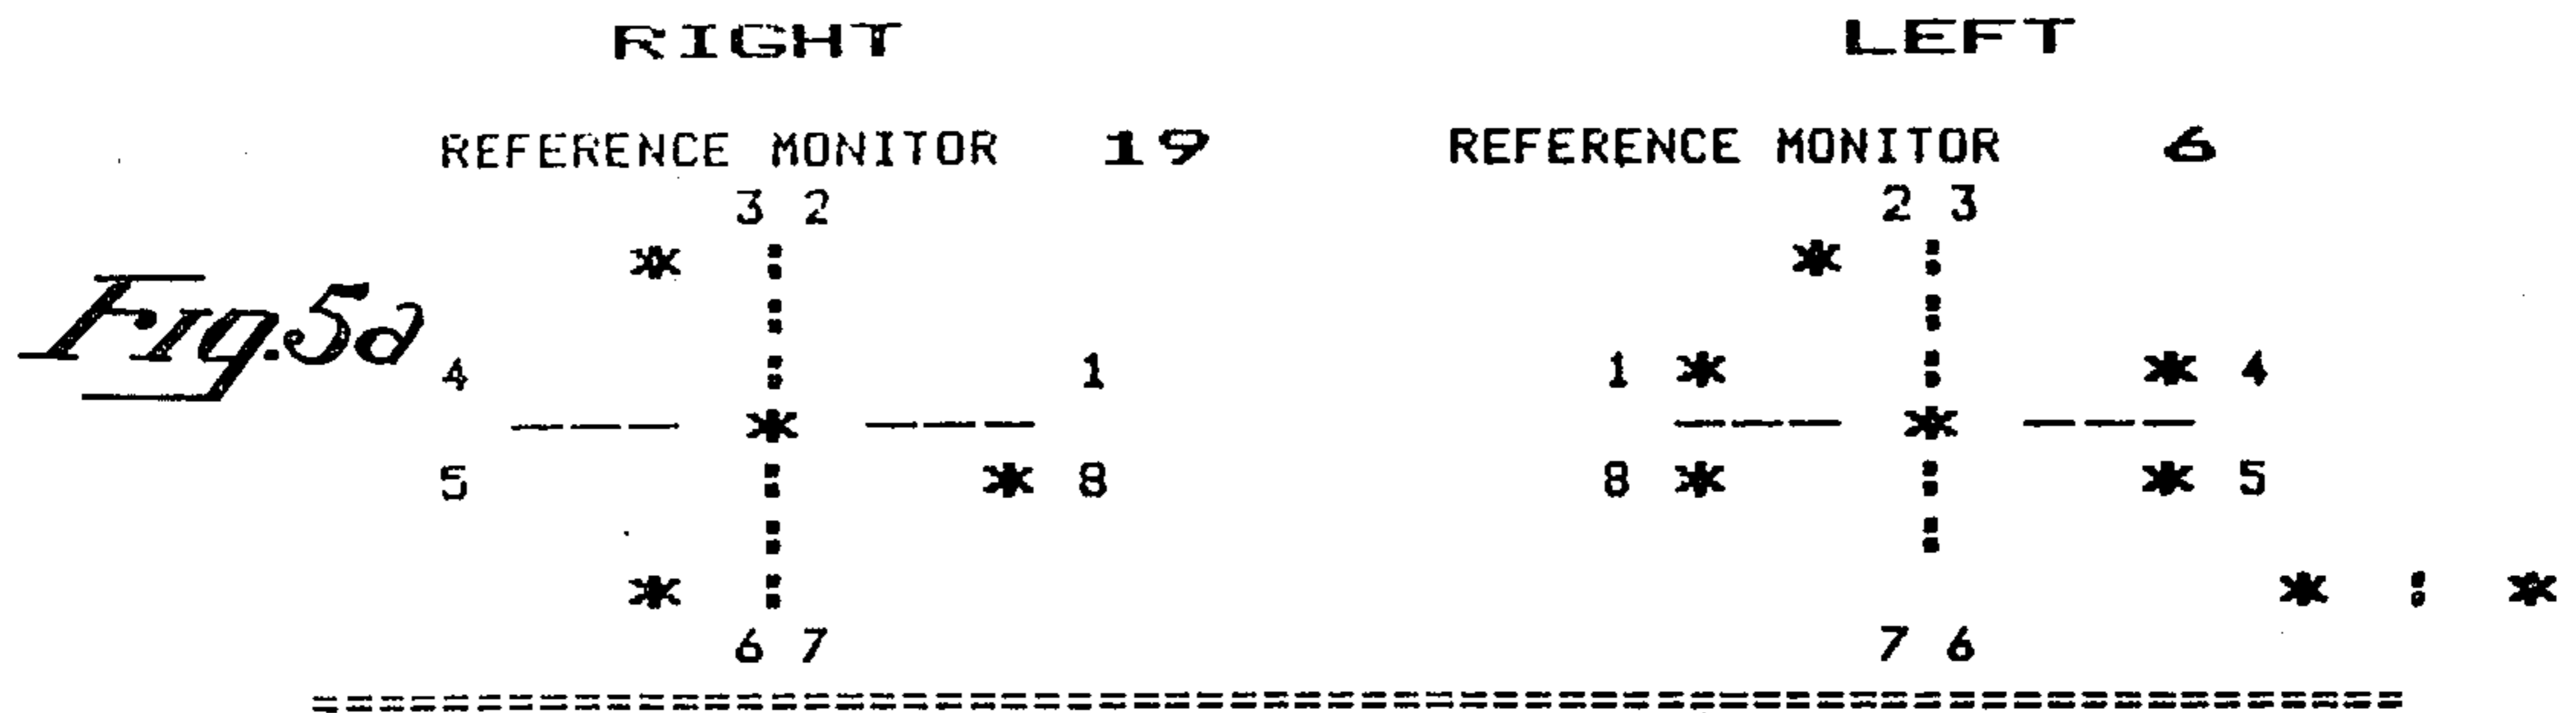 RIGHT LEFT
REFERENCE MONITOR 19 REFERENCE MONITOR 6
3 2 2 3
* : * :
: :
Fig.5a
4 : 1 1 * : * 4
--- * --- --- * ---
5 : * 8 8 * : * 5
: :
* : * : *
6 7 7 6
================================================================